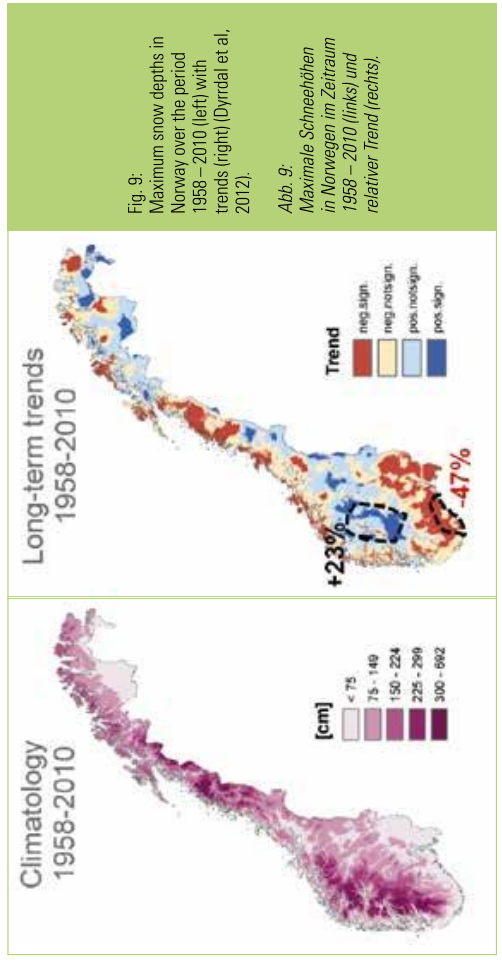 Climatology
1958-2010
[cm]
< 75
75 - 149
150 - 224
225 - 299
300 - 692
Long-term trends
1958-2010
+23%
-47%
Trend
neg.sign.
neg.notsign.
pos.notsign.
pos.sign.
Fig. 9:
Maximum snow depths in
Norway over the period
1958 – 2010 (left) with
trends (right) (Dyrrdal et al,
2012).
Abb. 9:
Maximale Schneehöhen
in Norwegen im Zeitraum
1958 – 2010 (links) und
relativer Trend (rechts).